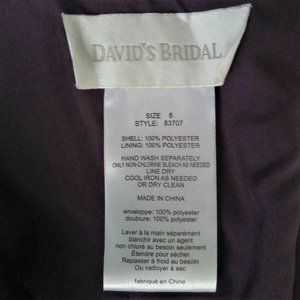 DAVID'S BRIDAL
SIZE 6
STYLE: 83707
SHELL: 100% POLYESTER
LINING: 100% POLYESTER
HAND WASH SEPARATELY
ONLY NON-CHLORINE BLEACH AS NEEDED
LINE DRY
COOL IRON AS NEEDED
OR DRY CLEAN
MADE IN CHINA
enveloppe: 100% polyester
doublure: 100% polyester
Laver à la main séparément
blanchir avec un agent
non chloré au besoin seulement
Sécher par égouttement
Repasser à froid au besoin
Ou nettoyer à sec
fabriqué en Chine